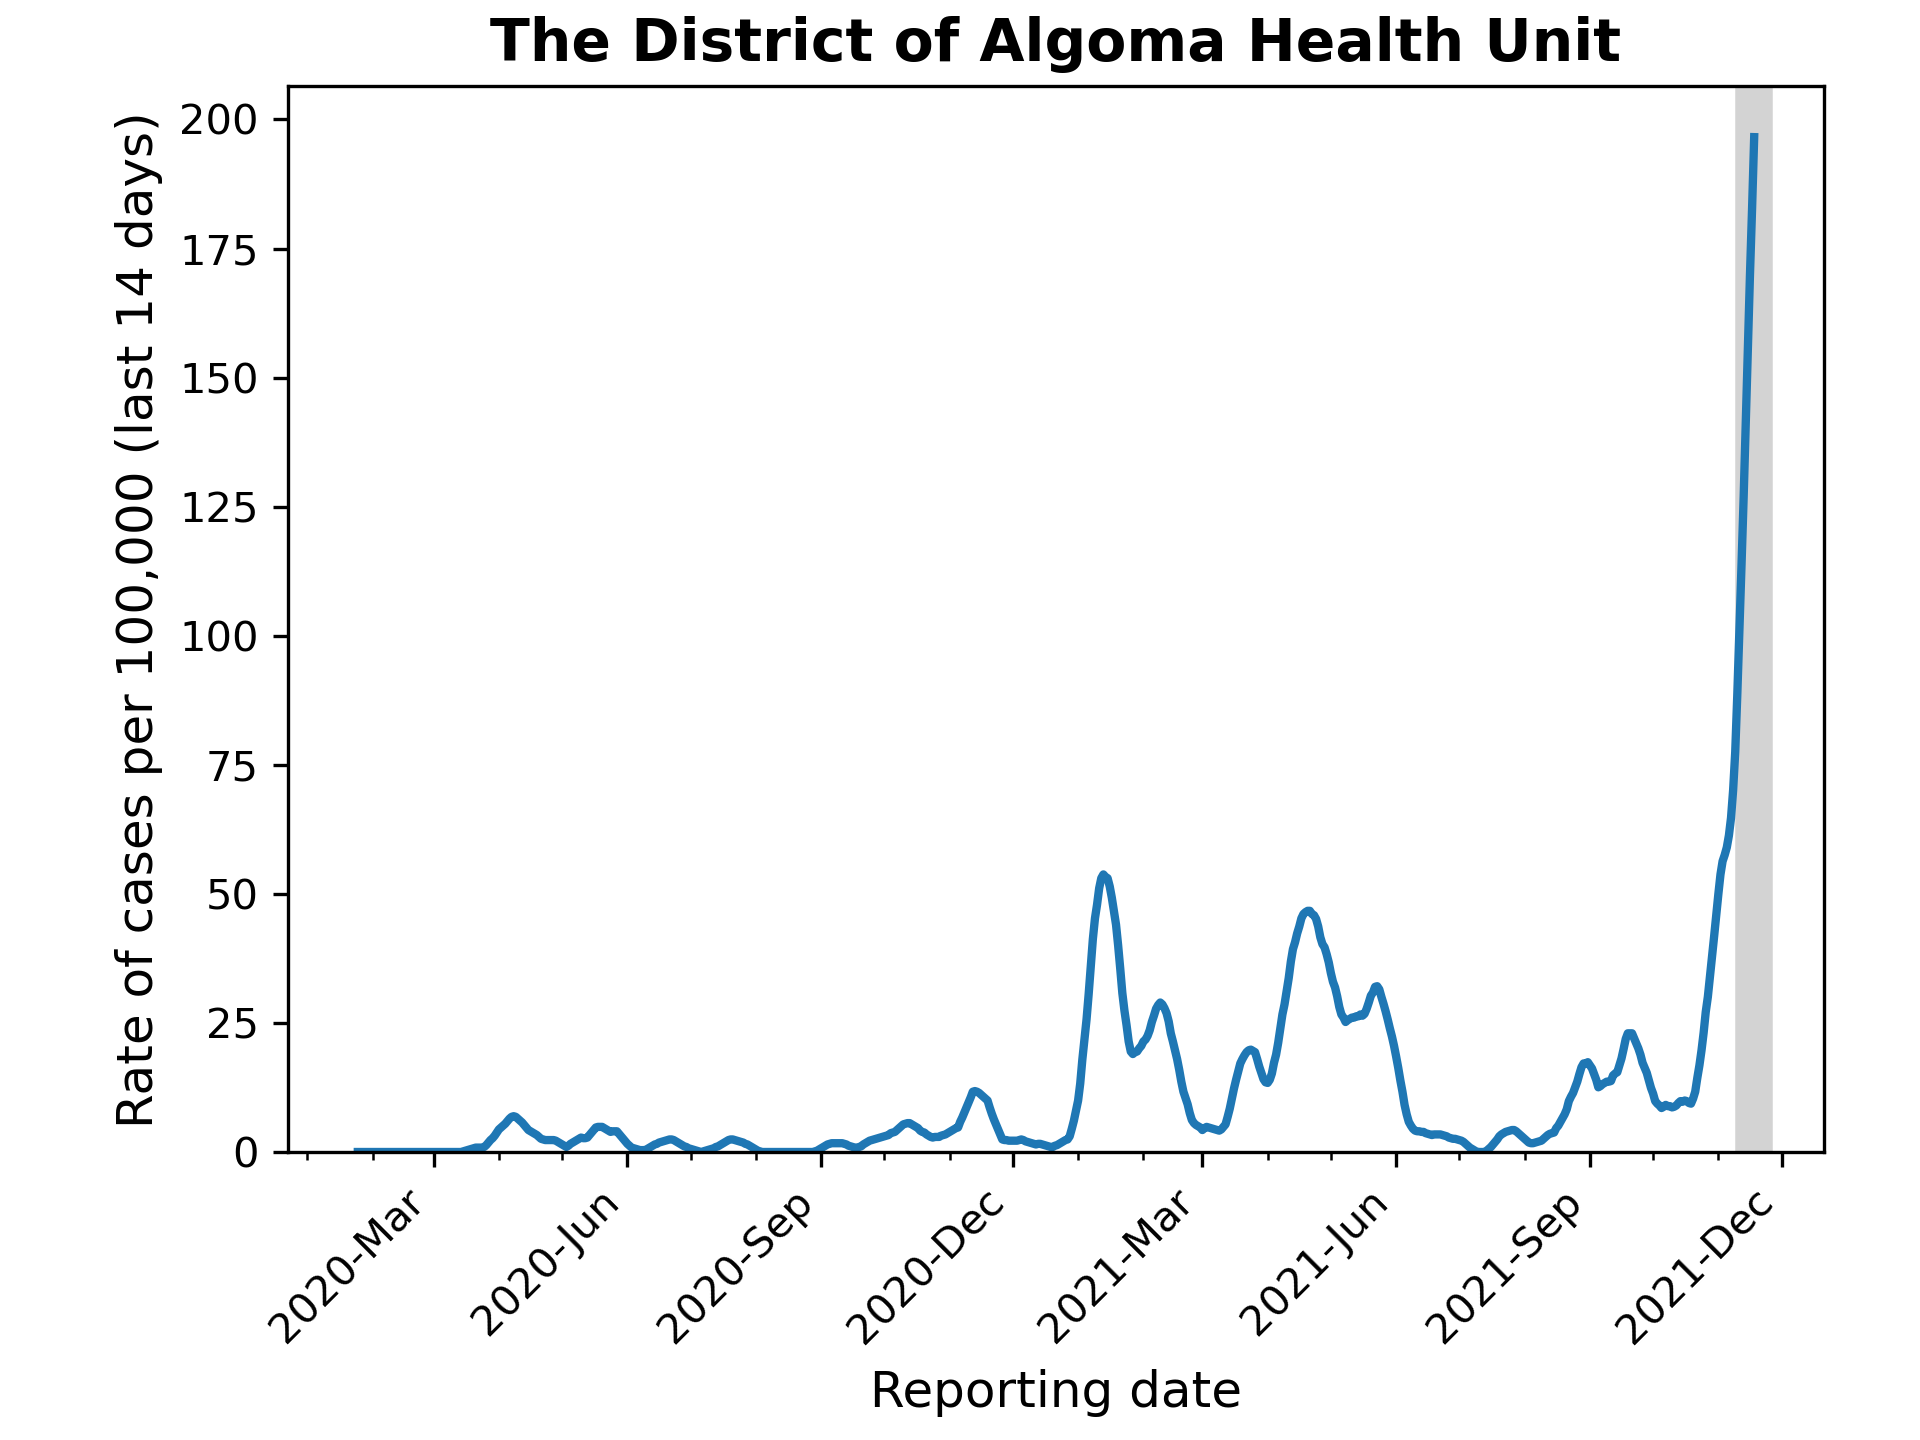 The District of Algoma Health Unit
Rate of cases per 100,000 (last 14 days)
200
175
150
125
100
75
50
25
0
2020-Mar
2020-Jun
2020-Sep
2020-Dec
2021-Mar
2021-Jun
2021-Sep
2021-Dec
Reporting date